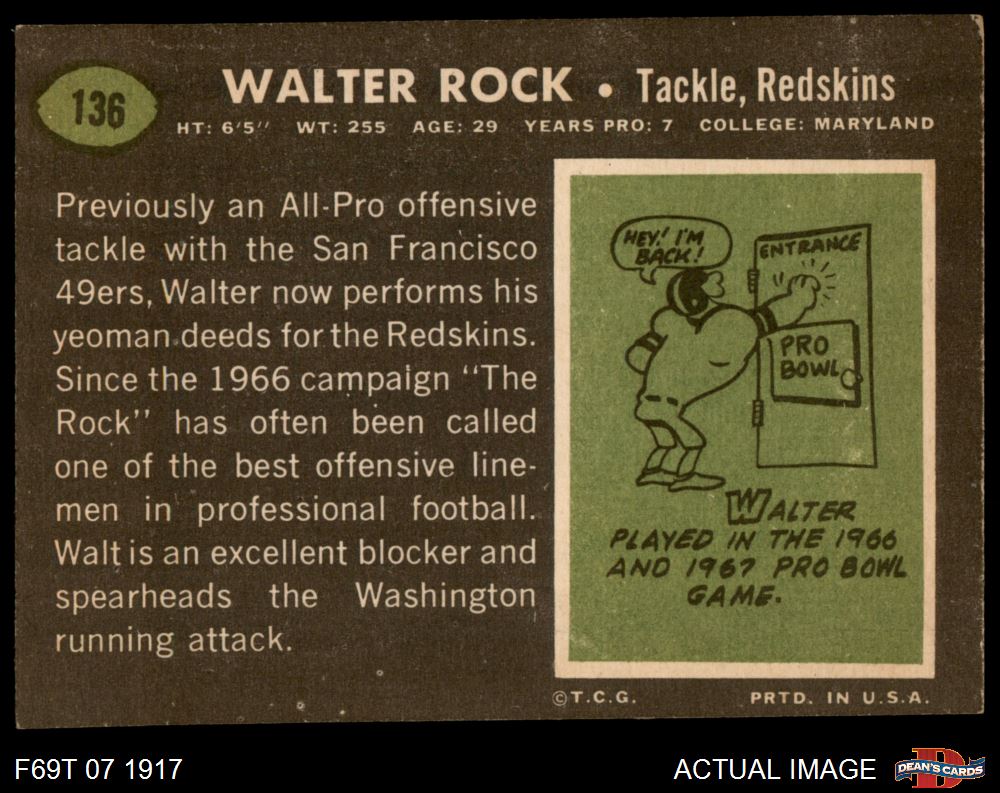 136
WALTER ROCK • Tackle, Redskins
HT: 6'5" WT: 255 AGE: 29 YEARS PRO: 7 COLLEGE: MARYLAND
Previously an All-Pro offensive
tackle with the San Francisco
49ers, Walter now performs his
yeoman deeds for the Redskins.
Since the 1966 campaign "The
Rock" has often been called
one of the best offensive line-
men in professional football.
Walt is an excellent blocker and
spearheads the Washington
running attack.
HEY! I'M
BACK!
ENTRANCE
PRO
BOWL
WALTER
PLAYED IN THE 1966
AND 1967 PRO BOWL
GAME.
©T.C.G. PRTD. IN U.S.A.
F69T 07 1917
ACTUAL IMAGE
DEAN'S CARDS